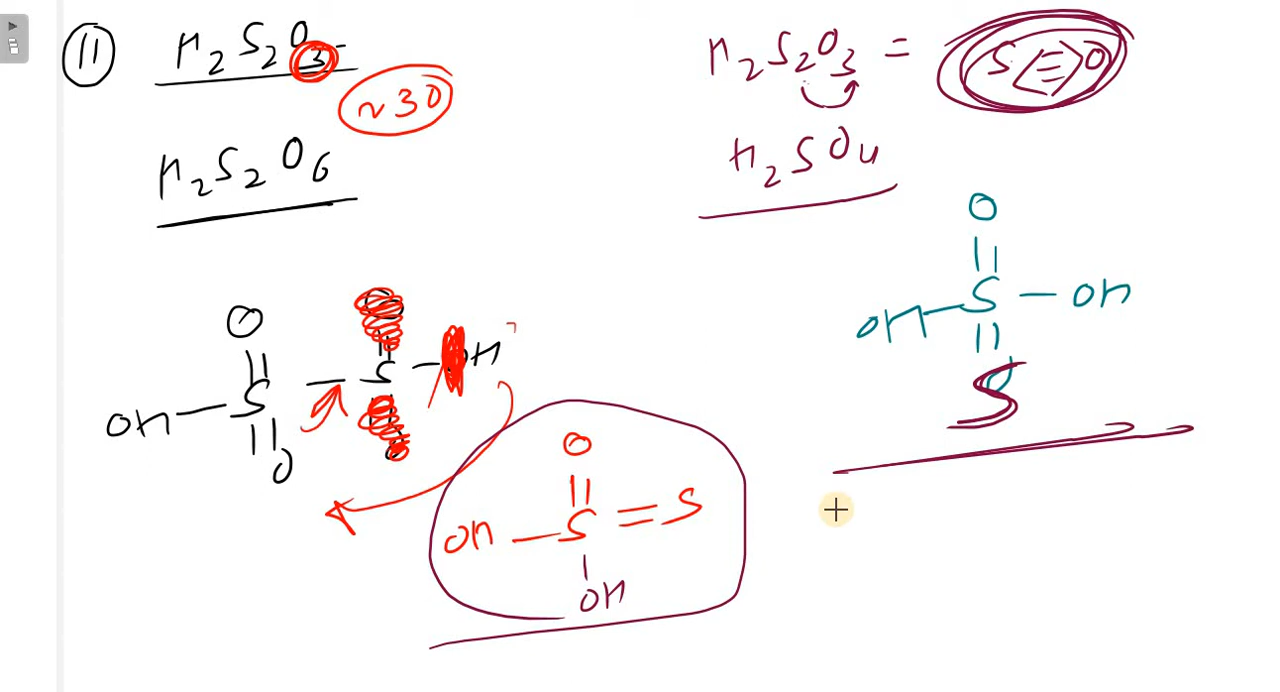 11 H2S2O3
~30
H2S2O6
H2S2O3 = S(=)O
H2SO4
O
||
OH-S-OH
||
S
O
||
OH-S-S-OH
||
O
O
||
OH-S=S
|
OH